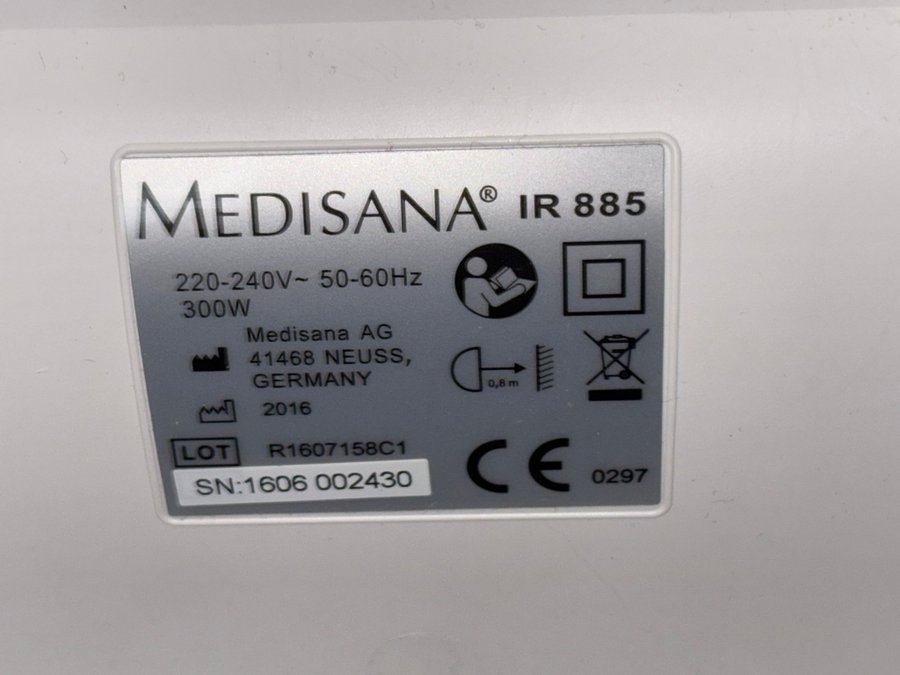 MEDISANA® IR 885
220-240V~ 50-60Hz
300W
Medisana AG
41468 NEUSS,
GERMANY
2016
0,8 m
LOT R1607158C1
SN:1606 002430
CE 0297